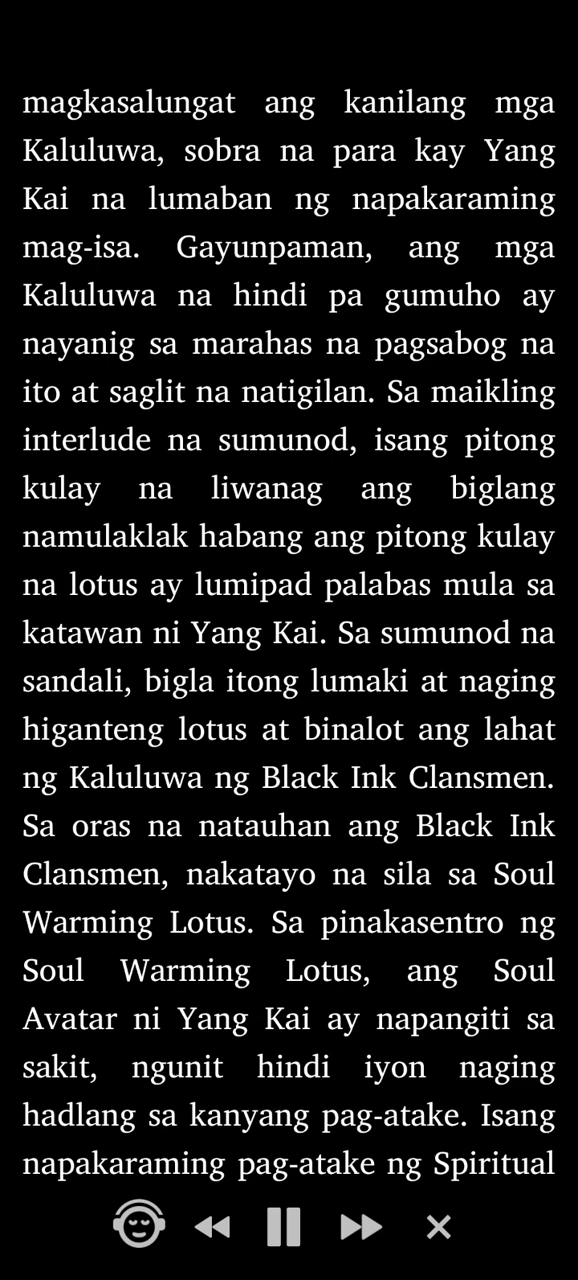 magkasalungat ang kanilang mga
Kaluluwa, sobra na para kay Yang
Kai na lumaban ng napakaraming
mag-isa. Gayunpaman, ang mga
Kaluluwa na hindi pa gumuho ay
nayanig sa marahas na pagsabog na
ito at saglit na natigilan. Sa maikling
interlude na sumunod, isang pitong
kulay na liwanag ang biglang
namulaklak habang ang pitong kulay
na lotus ay lumipad palabas mula sa
katawan ni Yang Kai. Sa sumunod na
sandali, bigla itong lumaki at naging
higanteng lotus at binalot ang lahat
ng Kaluluwa ng Black Ink Clansmen.
Sa oras na natauhan ang Black Ink
Clansmen, nakatayo na sila sa Soul
Warming Lotus. Sa pinakasentro ng
Soul Warming Lotus, ang Soul
Avatar ni Yang Kai ay napangiti sa
sakit, ngunit hindi iyon naging
hadlang sa kanyang pag-atake. Isang
napakaraming pag-atake ng Spiritual